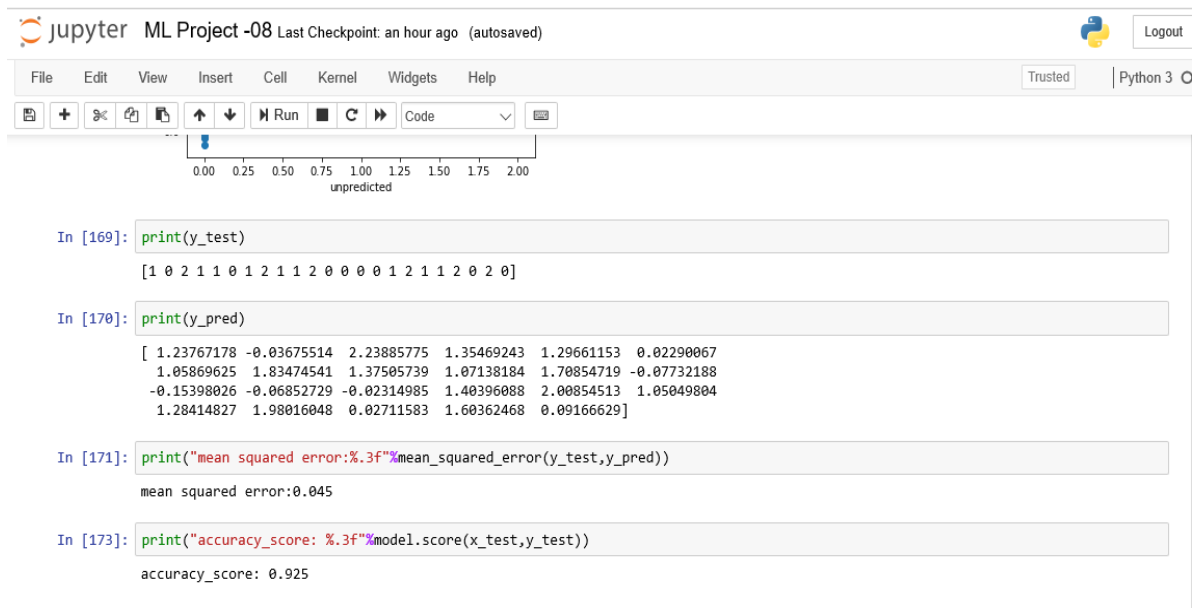 jupyter ML Project -08 Last Checkpoint: an hour ago (autosaved)
Logout
File Edit View Insert Cell Kernel Widgets Help
Trusted Python 3
Run Code
0.00 0.25 0.50 0.75 1.00 1.25 1.50 1.75 2.00
unpredicted
In [169]: print(y_test)
[1 0 2 1 1 0 1 2 1 1 2 0 0 0 0 1 2 1 1 2 0 2 0]
In [170]: print(y_pred)
[ 1.23767178 -0.03675514 2.23885775 1.35469243 1.29661153 0.02290067
1.05869625 1.83474541 1.37505739 1.07138184 1.70854719 -0.07732188
-0.15398026 -0.06852729 -0.02314985 1.40396088 2.00854513 1.05049804
1.28414827 1.98016048 0.02711583 1.60362468 0.09166629]
In [171]: print("mean squared error:%.3f"%mean_squared_error(y_test,y_pred))
mean squared error:0.045
In [173]: print("accuracy_score: %.3f"%model.score(x_test,y_test))
accuracy_score: 0.925